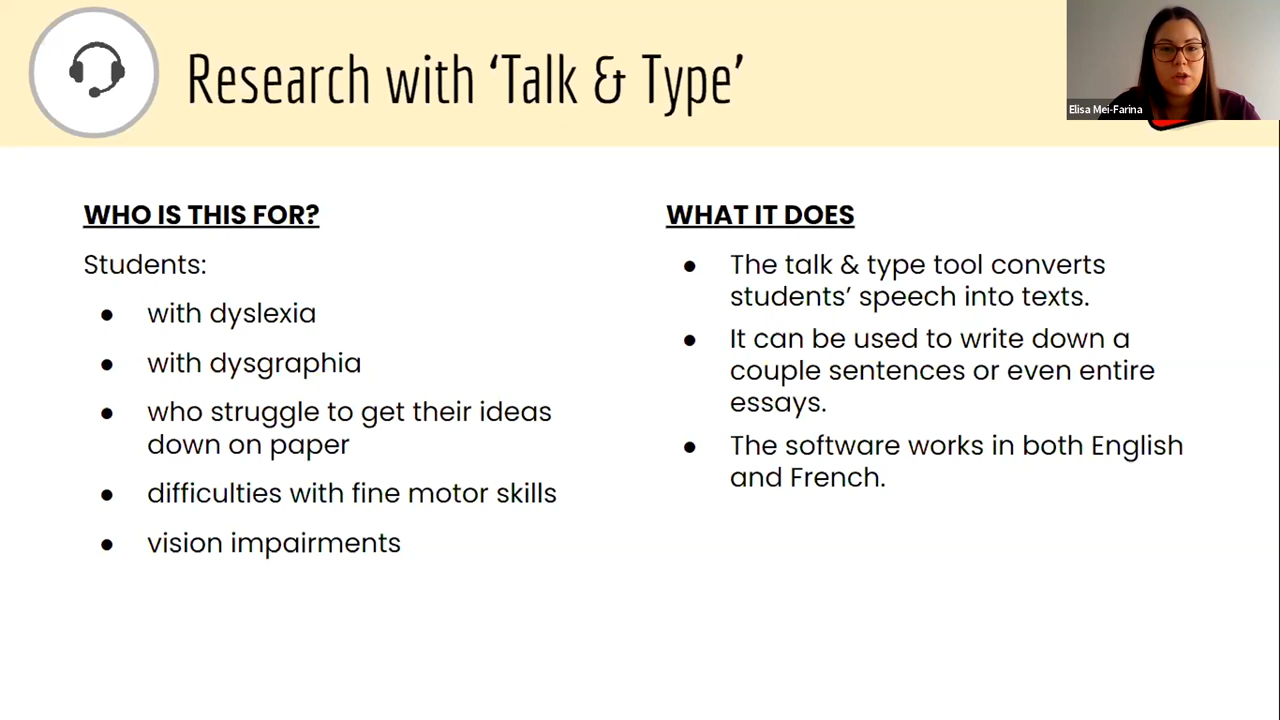 Research with ‘Talk & Type’
Elisa Mei-Farina
WHO IS THIS FOR?
Students:
● with dyslexia
● with dysgraphia
● who struggle to get their ideas
down on paper
● difficulties with fine motor skills
● vision impairments
WHAT IT DOES
● The talk & type tool converts
students’ speech into texts.
● It can be used to write down a
couple sentences or even entire
essays.
● The software works in both English
and French.